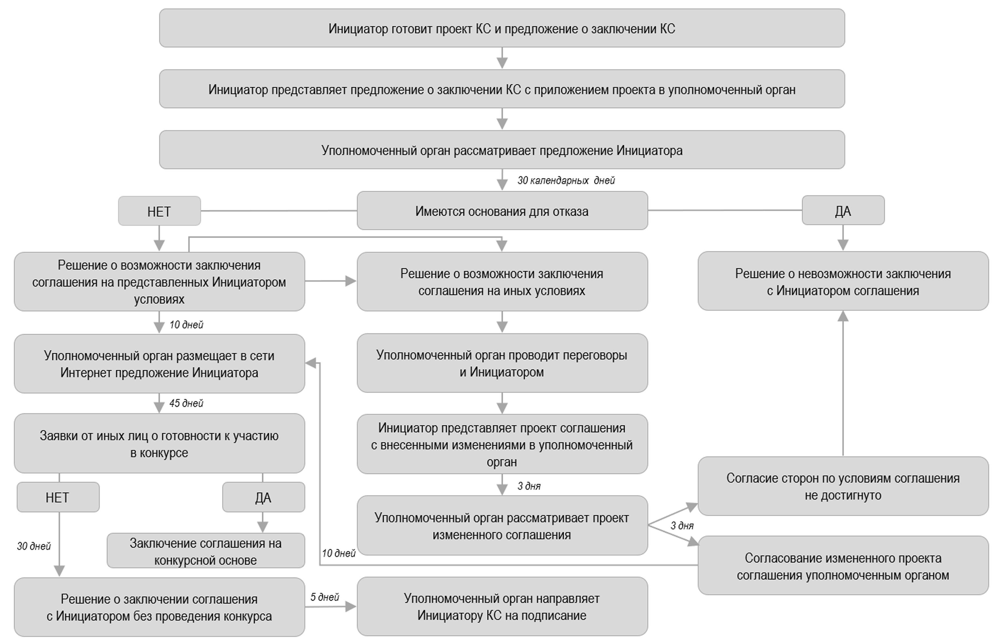 Инициатор готовит проект КС и предложение о заключении КС
Инициатор представляет предложение о заключении КС с приложением проекта в уполномоченный орган
Уполномоченный орган рассматривает предложение Инициатора
30 календарных дней
НЕТ
Имеются основания для отказа
ДА
Решение о возможности заключения
соглашения на представленных Инициатором
условиях
Решение о возможности заключения
соглашения на иных условиях
Решение о невозможности заключения
с Инициатором соглашения
10 дней
Уполномоченный орган размещает в сети
Интернет предложение Инициатора
Уполномоченный орган проводит переговоры
и Инициатором
45 дней
Заявки от иных лиц о готовности к участию
в конкурсе
Инициатор представляет проект соглашения
с внесенными изменениями в уполномоченный
орган
Согласие сторон по условиям соглашения
не достигнуто
3 дня
НЕТ
ДА
Уполномоченный орган рассматривает проект
измененного соглашения
3 дня
30 дней
Заключение соглашения на
конкурсной основе
10 дней
Согласование измененного проекта
соглашения уполномоченным органом
Решение о заключении соглашения
с Инициатором без проведения конкурса
5 дней
Уполномоченный орган направляет
Инициатору КС на подписание